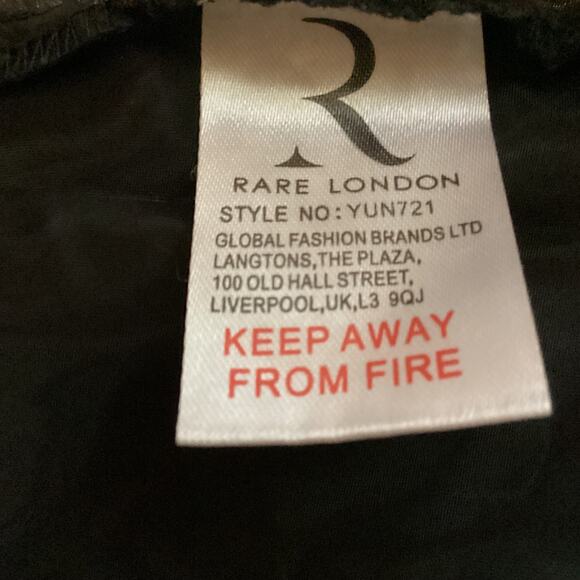 R
RARE LONDON
STYLE NO:YUN721
GLOBAL FASHION BRANDS LTD
LANGTONS,THE PLAZA,
100 OLD HALL STREET,
LIVERPOOL,UK,L3 9QJ
KEEP AWAY
FROM FIRE